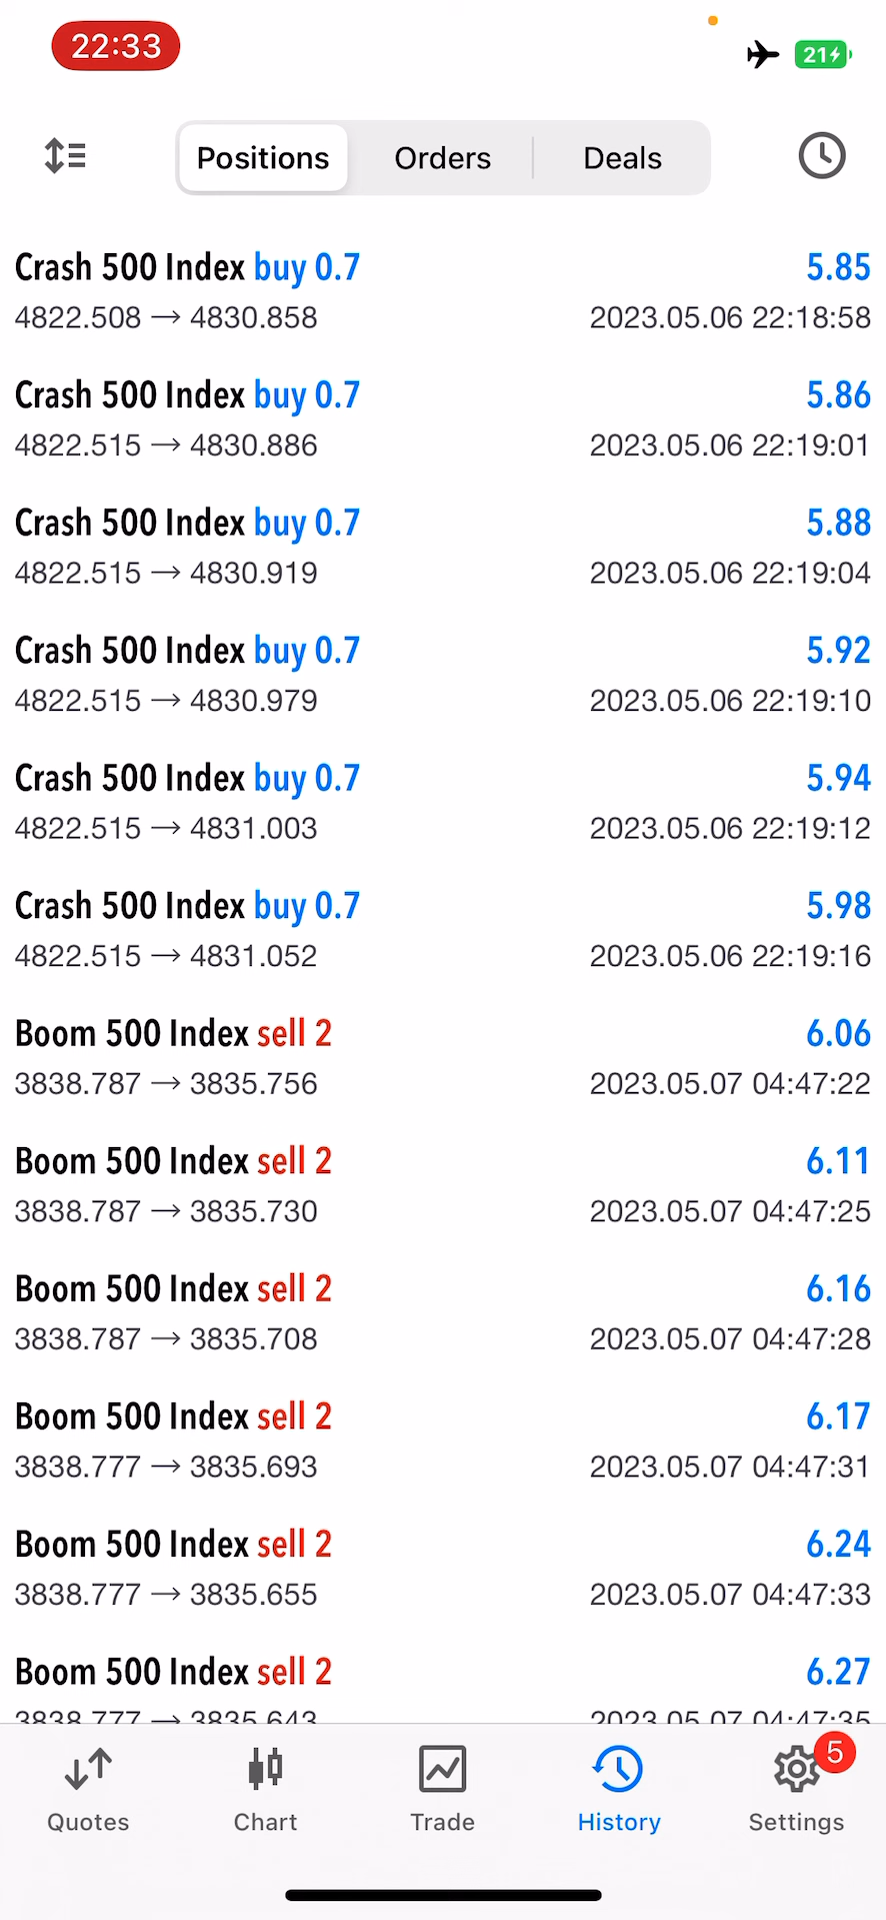 22:33
21
Positions Orders Deals
Crash 500 Index buy 0.7 5.85
4822.508 → 4830.858 2023.05.06 22:18:58
Crash 500 Index buy 0.7 5.86
4822.515 → 4830.886 2023.05.06 22:19:01
Crash 500 Index buy 0.7 5.88
4822.515 → 4830.919 2023.05.06 22:19:04
Crash 500 Index buy 0.7 5.92
4822.515 → 4830.979 2023.05.06 22:19:10
Crash 500 Index buy 0.7 5.94
4822.515 → 4831.003 2023.05.06 22:19:12
Crash 500 Index buy 0.7 5.98
4822.515 → 4831.052 2023.05.06 22:19:16
Boom 500 Index sell 2 6.06
3838.787 → 3835.756 2023.05.07 04:47:22
Boom 500 Index sell 2 6.11
3838.787 → 3835.730 2023.05.07 04:47:25
Boom 500 Index sell 2 6.16
3838.787 → 3835.708 2023.05.07 04:47:28
Boom 500 Index sell 2 6.17
3838.777 → 3835.693 2023.05.07 04:47:31
Boom 500 Index sell 2 6.24
3838.777 → 3835.655 2023.05.07 04:47:33
Boom 500 Index sell 2 6.27
3838.777 → 3835.643 2023.05.07 04:47:35
5
Quotes Chart Trade History Settings